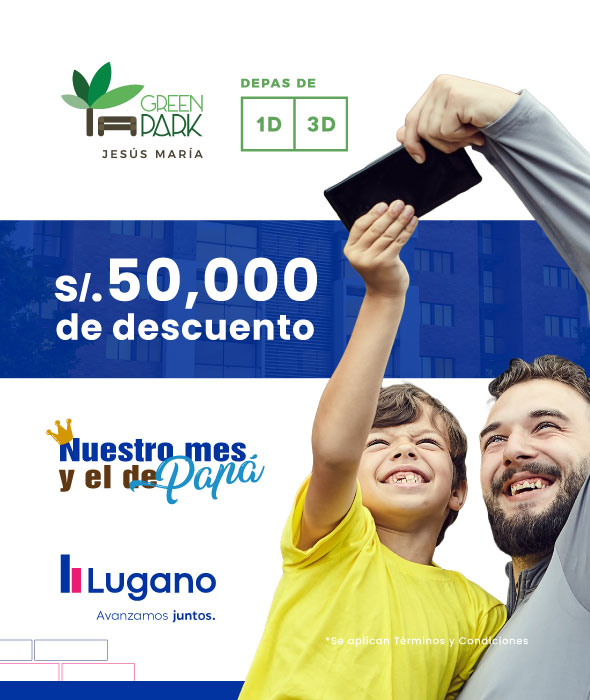 GREEN
PARK
JESÚS MARÍA
DEPAS DE
1D 3D
s/.50,000
de descuento
Nuestro mes
y el de Papá
Lugano
Avanzamos juntos.
*Se aplican Términos y Condiciones